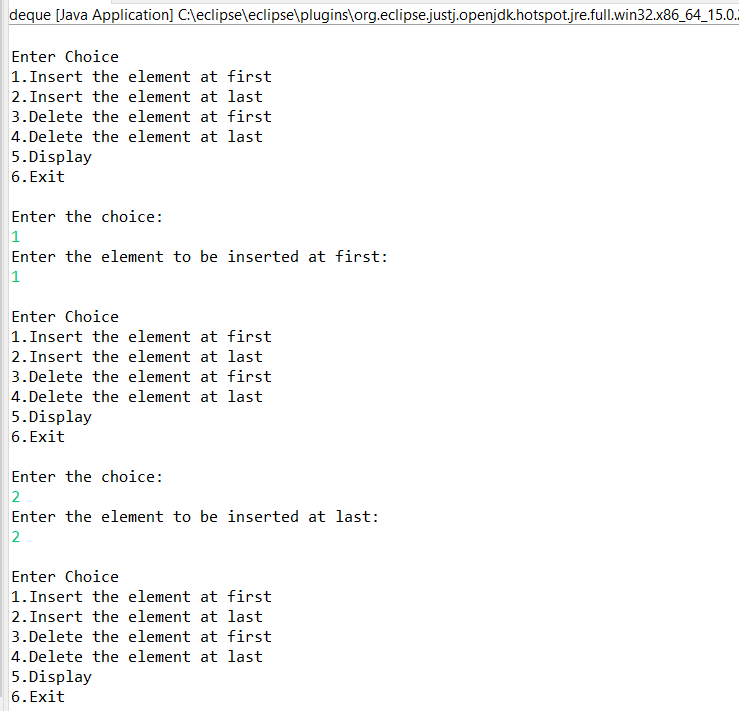 deque [Java Application] C:\eclipse\eclipse\plugins\org.eclipse.justj.openjdk.hotspot.jre.full.win32.x86_64_15.0.
Enter Choice
1.Insert the element at first
2.Insert the element at last
3.Delete the element at first
4.Delete the element at last
5.Display
6.Exit
Enter the choice:
1
Enter the element to be inserted at first:
1
Enter Choice
1.Insert the element at first
2.Insert the element at last
3.Delete the element at first
4.Delete the element at last
5.Display
6.Exit
Enter the choice:
2
Enter the element to be inserted at last:
2
Enter Choice
1.Insert the element at first
2.Insert the element at last
3.Delete the element at first
4.Delete the element at last
5.Display
6.Exit